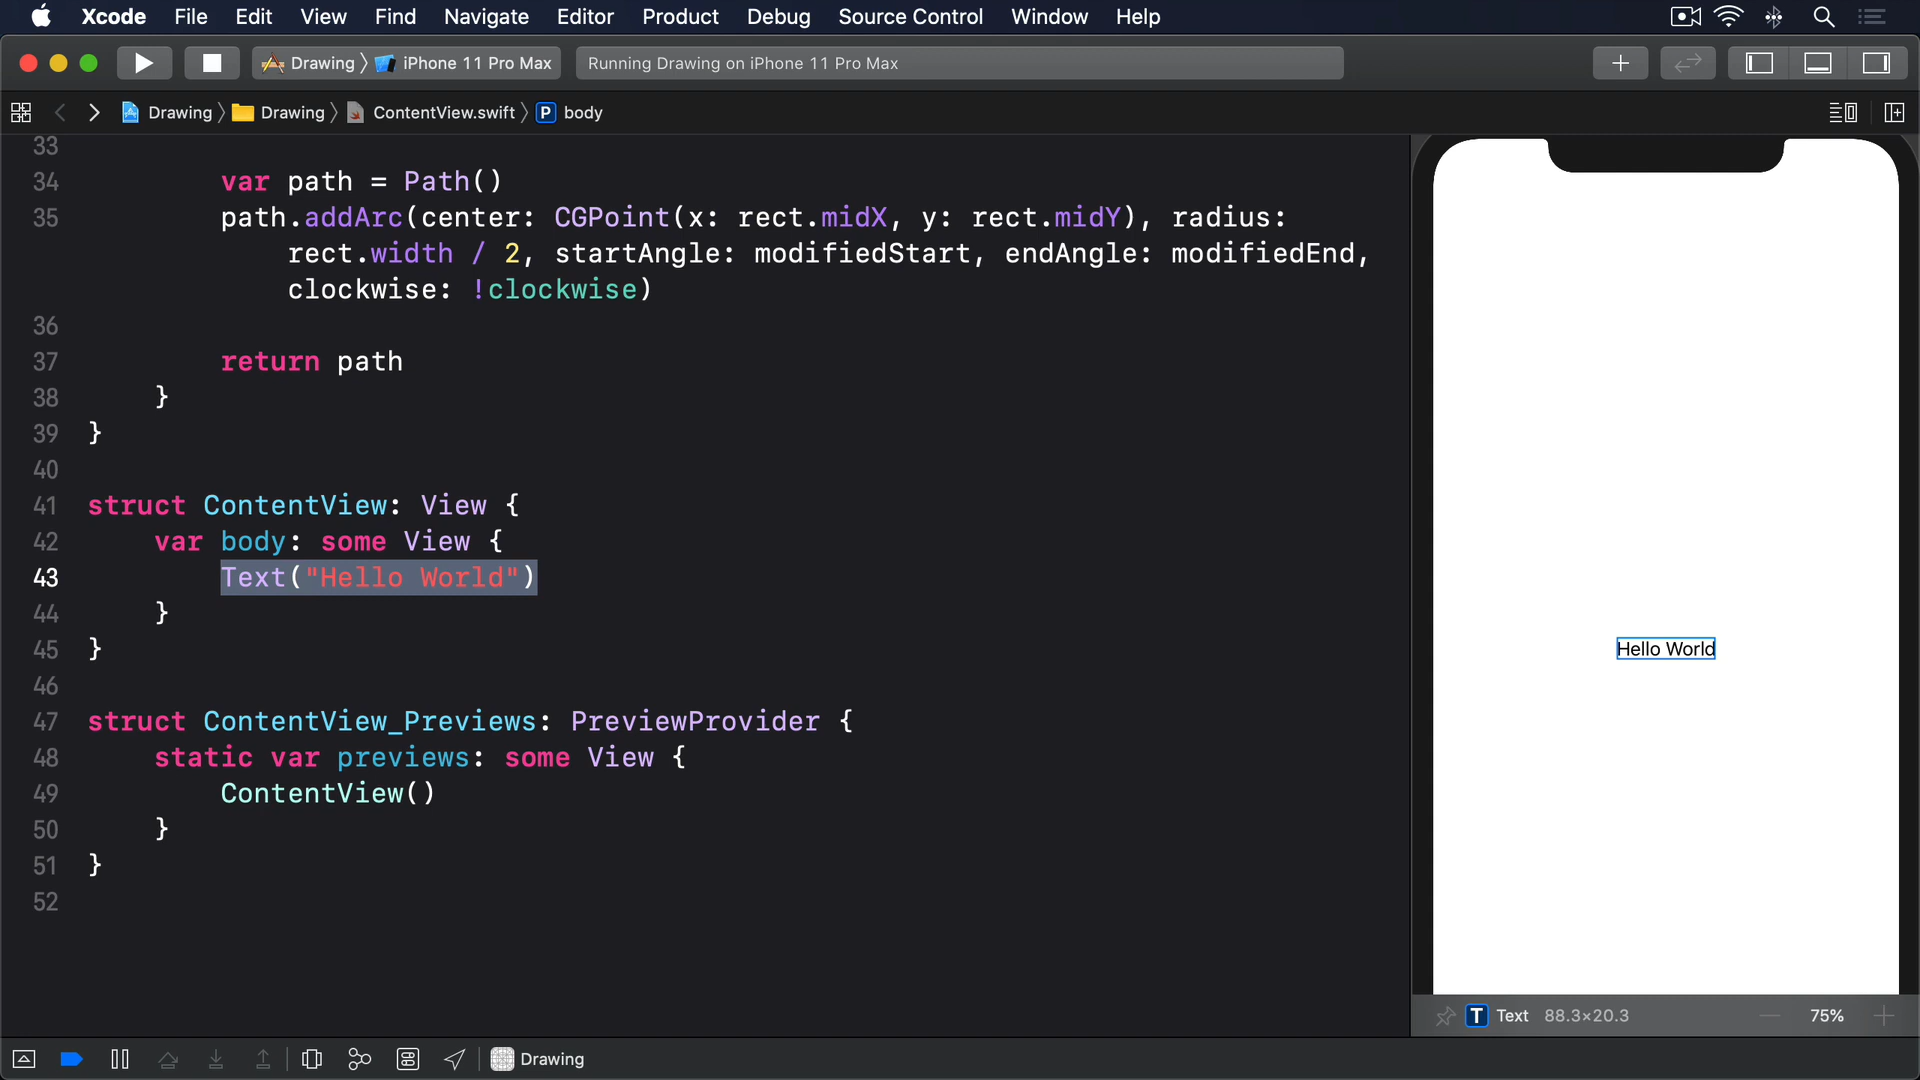 Xcode File Edit View Find Navigate Editor Product Debug Source Control Window Help
Drawing iPhone 11 Pro Max Running Drawing on iPhone 11 Pro Max
Drawing Drawing ContentView.swift P body
33
34 var path = Path()
35 path.addArc(center: CGPoint(x: rect.midX, y: rect.midY), radius:
rect.width / 2, startAngle: modifiedStart, endAngle: modifiedEnd,
clockwise: !clockwise)
36
37 return path
38 }
39 }
40
41 struct ContentView: View {
42 var body: some View {
43 Text("Hello World")
44 }
45 }
46
47 struct ContentView_Previews: PreviewProvider {
48 static var previews: some View {
49 ContentView()
50 }
51 }
52
Hello World
T Text 88.3×20.3 75%
Drawing